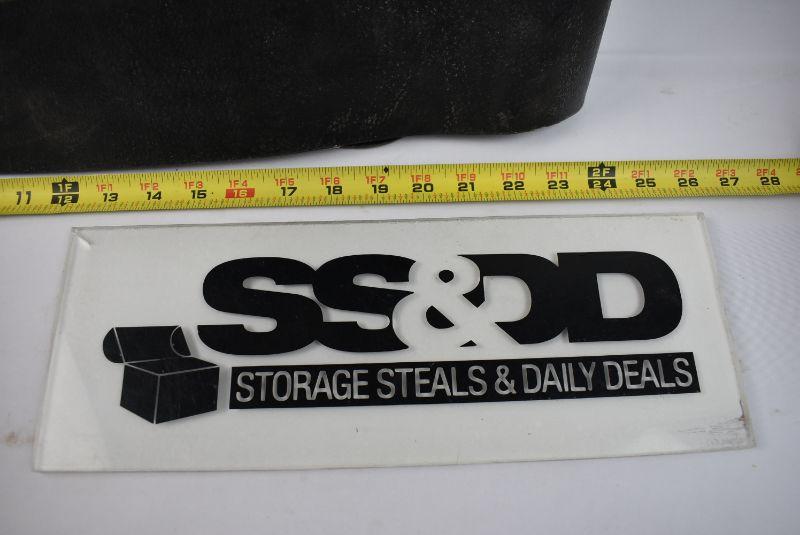 1F 1F1 1F2 1F3 1F4 1F5 1F6 1F7 1F8 1F9 1F10 1F11 2F 2F1 2F2 2F3 2F4
11 12 13 14 15 16 17 18 19 20 21 22 23 24 25 26 27 28
SS&DD
STORAGE STEALS & DAILY DEALS